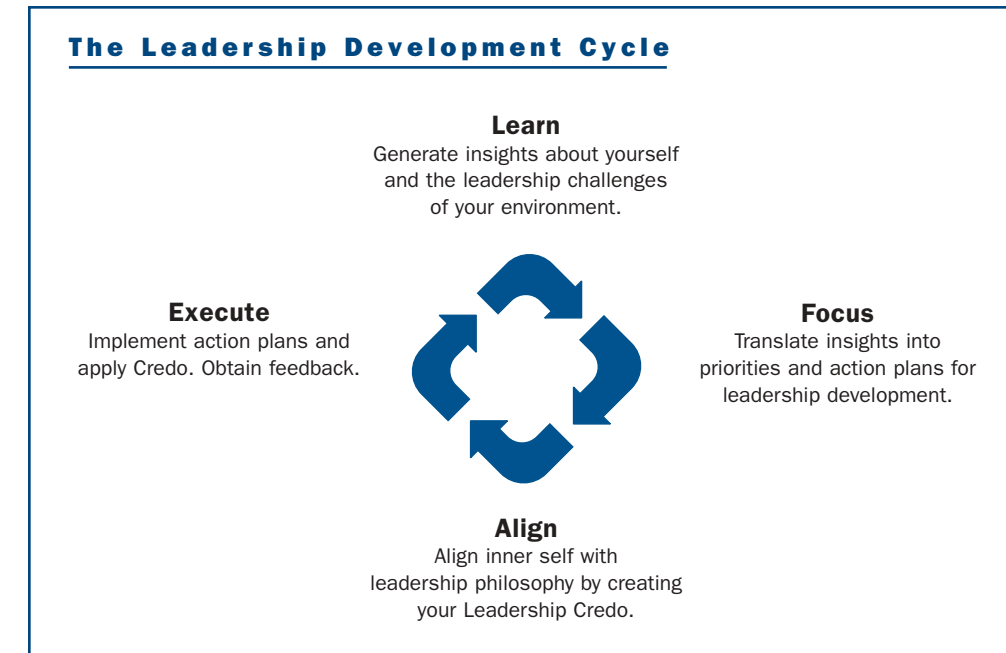 The Leadership Development Cycle
Learn
Generate insights about yourself
and the leadership challenges
of your environment.
Execute
Implement action plans and
apply Credo. Obtain feedback.
Focus
Translate insights into
priorities and action plans for
leadership development.
Align
Align inner self with
leadership philosophy by creating
your Leadership Credo.